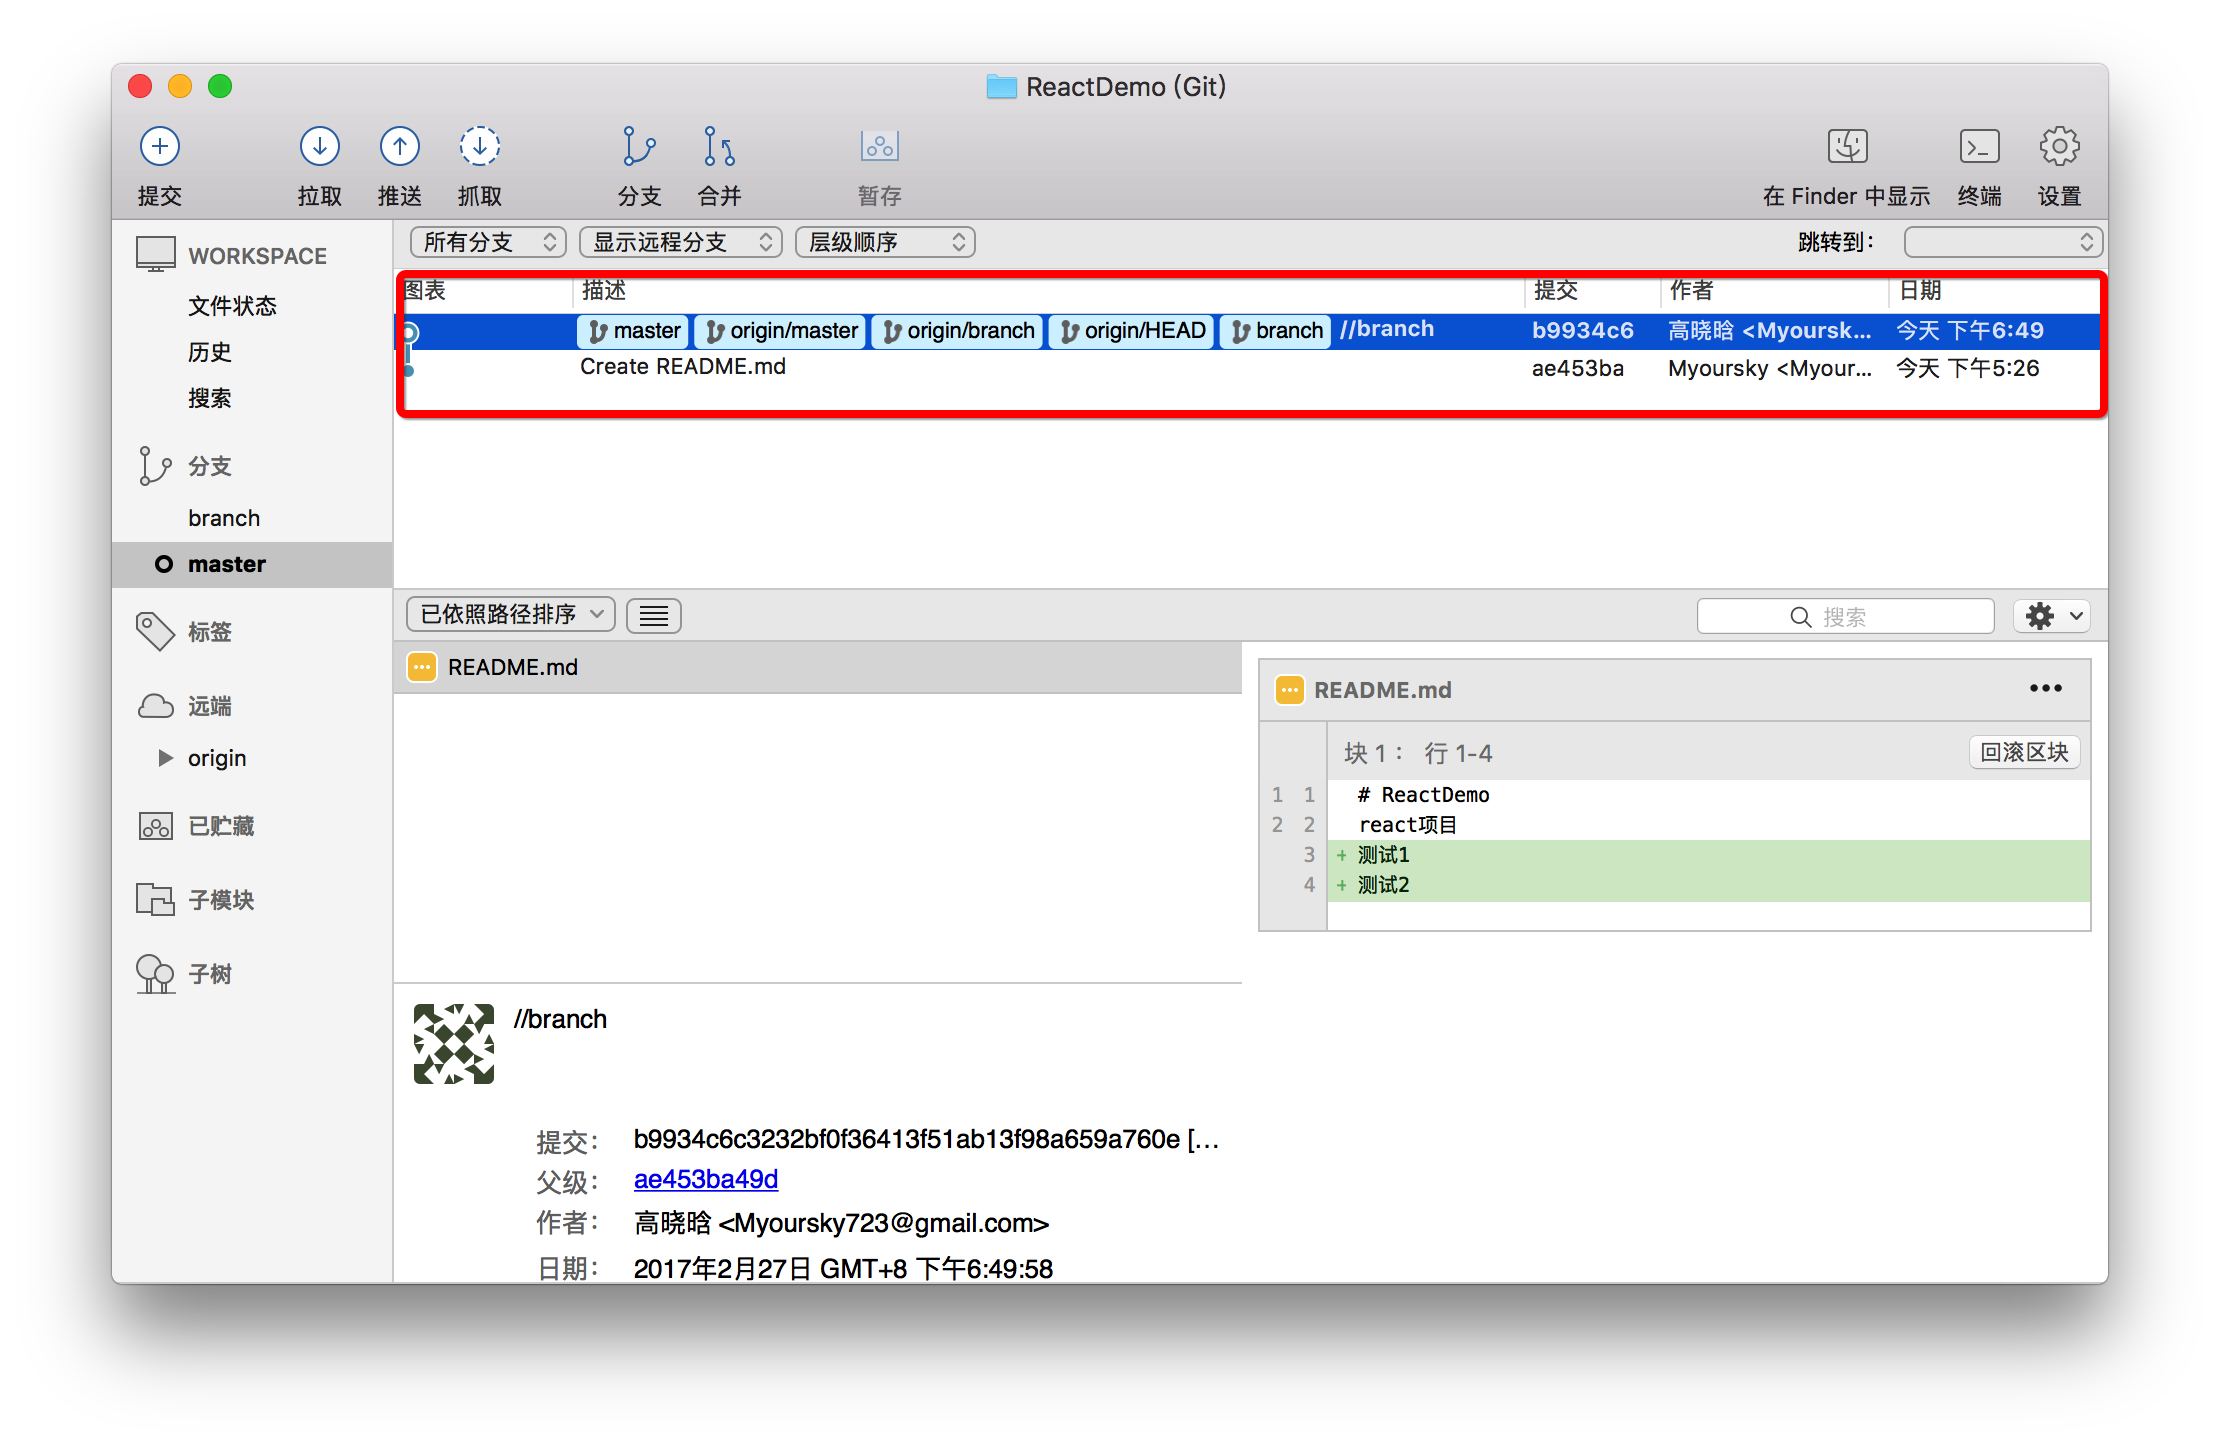 ReactDemo (Git)
提交 拉取 推送 抓取 分支 合并 暂存 在 Finder 中显示 终端 设置
WORKSPACE
文件状态
历史
搜索
分支
branch
master
标签
远端
origin
已贮藏
子模块
子树
所有分支 显示远程分支 层级顺序 跳转到：
图表 描述 提交 作者 日期
master origin/master origin/branch origin/HEAD branch //branch b9934c6 高晓晗 <Myoursk... 今天 下午6:49
Create README.md ae453ba Myoursky <Myour... 今天 下午5:26
已依照路径排序 搜索
README.md
README.md
块 1： 行 1-4 回滚区块
1 1 # ReactDemo
2 2 react项目
3 + 测试1
4 + 测试2
//branch
提交： b9934c6c3232bf0f36413f51ab13f98a659a760e [...
父级： ae453ba49d
作者： 高晓晗 <Myoursky723@gmail.com>
日期： 2017年2月27日 GMT+8 下午6:49:58